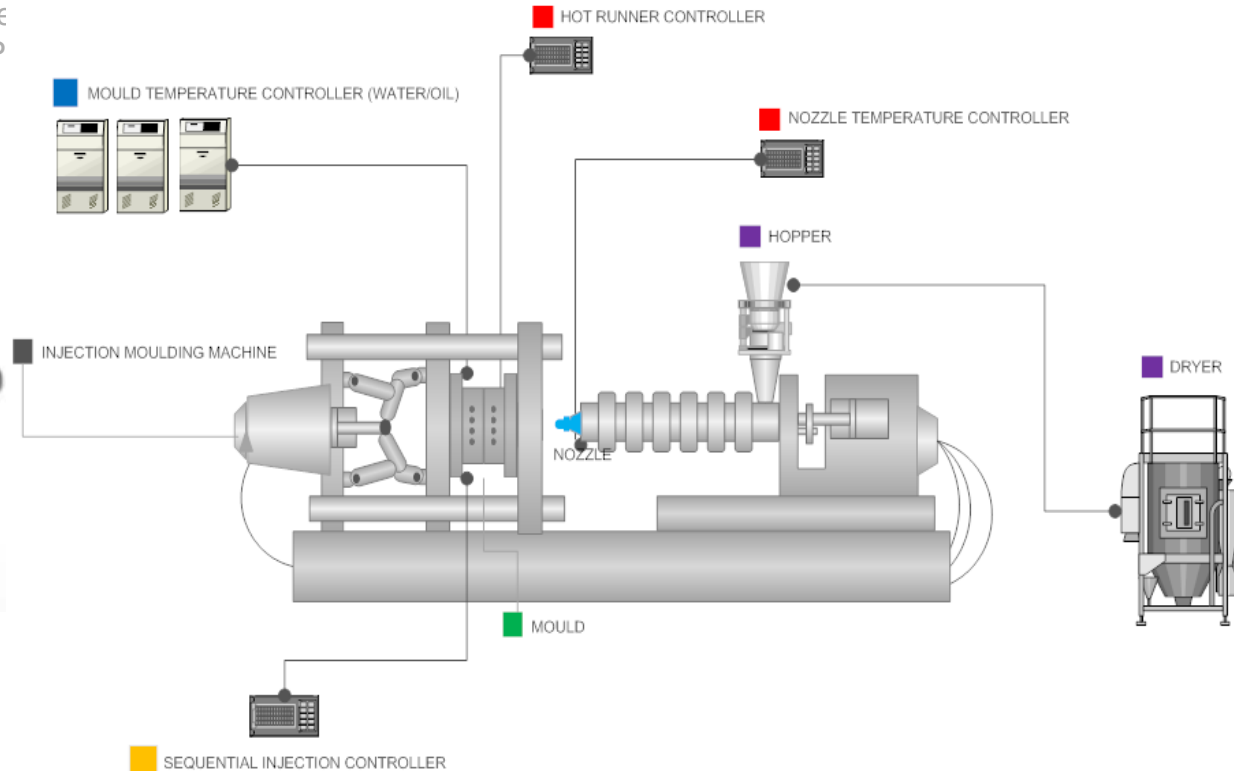 HOT RUNNER CONTROLLER
MOULD TEMPERATURE CONTROLLER (WATER/OIL)
NOZZLE TEMPERATURE CONTROLLER
HOPPER
INJECTION MOULDING MACHINE
DRYER
NOZZLE
MOULD
SEQUENTIAL INJECTION CONTROLLER